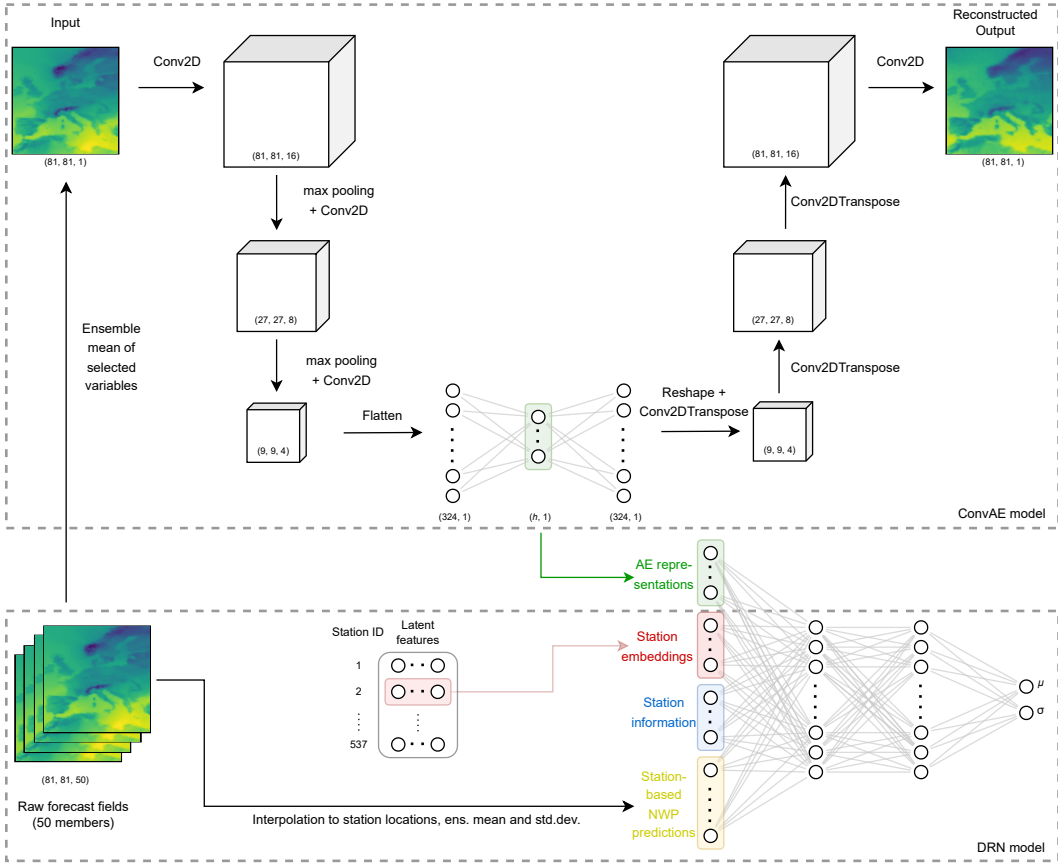 Input
(81, 81, 1)
Conv2D
(81, 81, 16)
max pooling
+ Conv2D
(27, 27, 8)
max pooling
+ Conv2D
(9, 9, 4)
Flatten
(324, 1)
(h, 1)
(324, 1)
Reshape +
Conv2DTranspose
(9, 9, 4)
Conv2DTranspose
(27, 27, 8)
Conv2DTranspose
(81, 81, 16)
Conv2D
Reconstructed
Output
(81, 81, 1)
Ensemble
mean of
selected
variables
ConvAE model
AE repre-
sentations
Station ID
Latent
features
1
2
537
Station
embeddings
Station
information
Station-
based
NWP
predictions
μ
σ
(81, 81, 50)
Raw forecast fields
(50 members)
Interpolation to station locations, ens. mean and std.dev.
DRN model